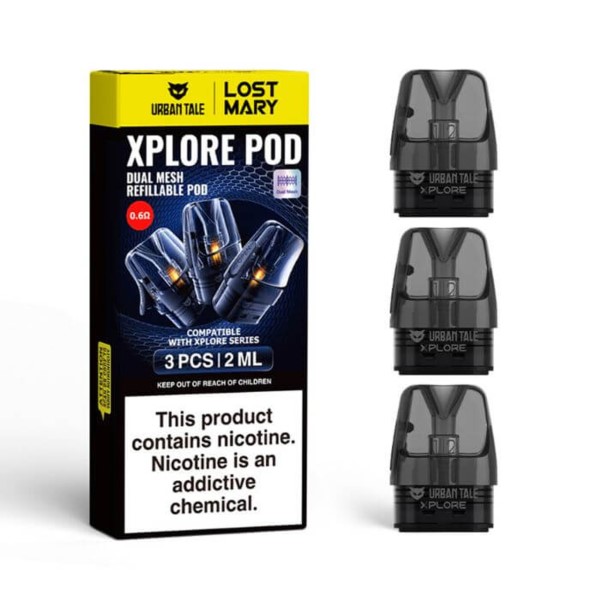 URBAN TALE
LOST
MARY
XPLORE POD
DUAL MESH
REFILLABLE POD
Dual Mesh
0.6Ω
COMPATIBLE
WITH XPLORE SERIES
3 PCS | 2 ML
KEEP OUT OF REACH OF CHILDREN
This product
contains nicotine.
Nicotine is an
addictive
chemical.
ATTENTION
URBAN TALE
XPLORE
URBAN TALE
XPLORE
URBAN TALE
XPLORE